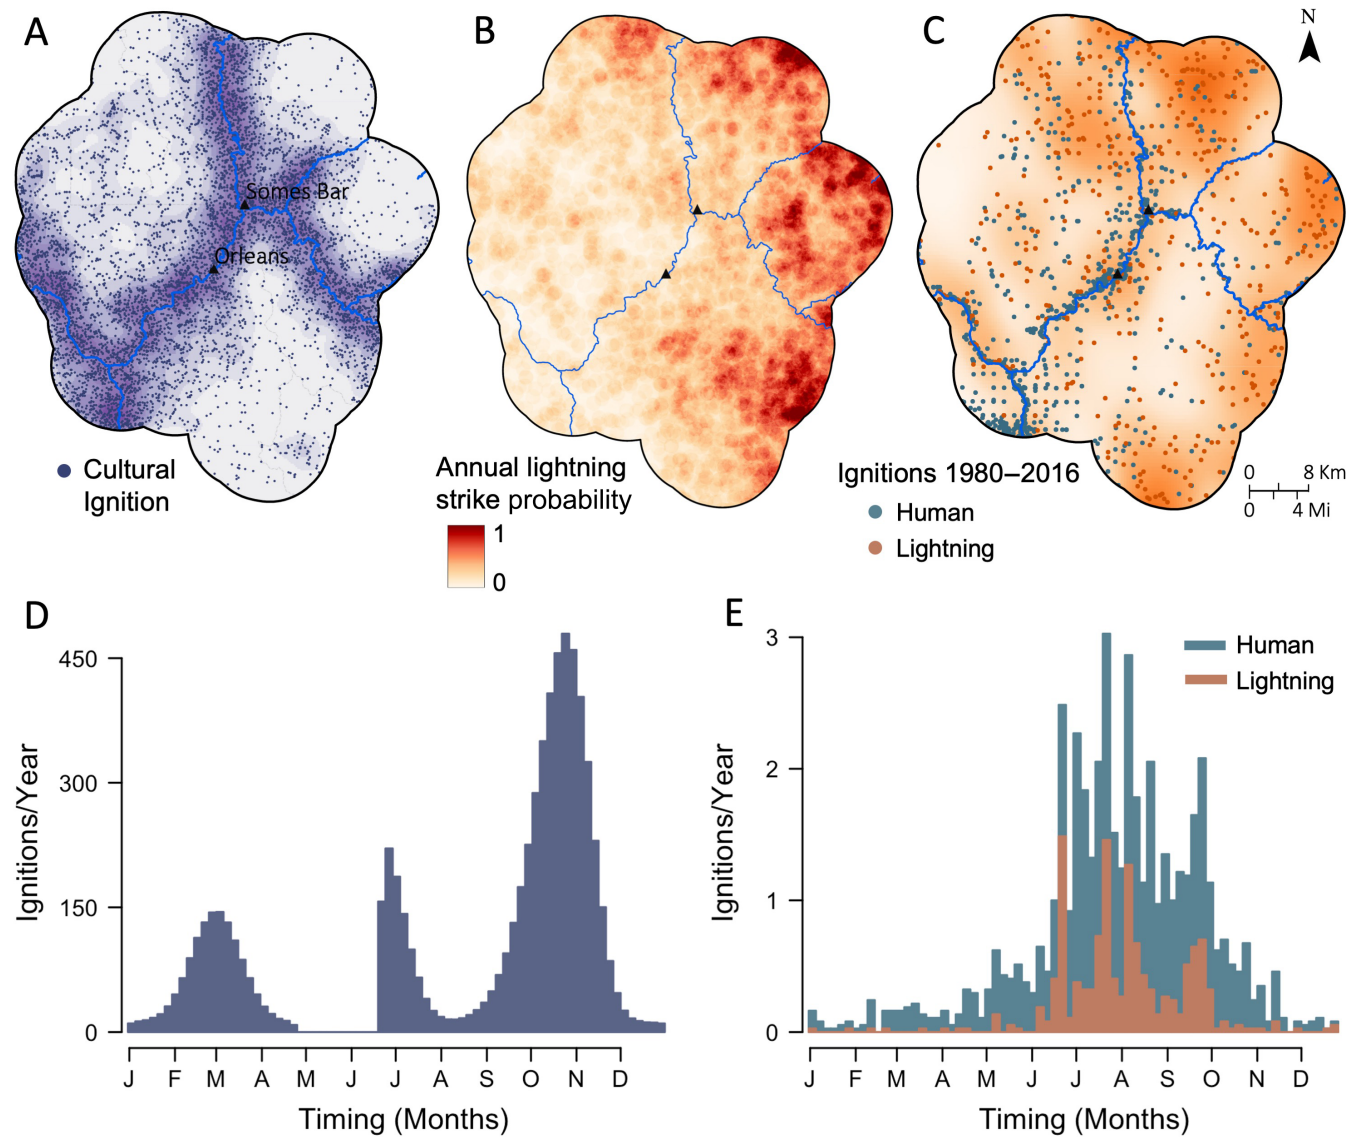 A
B
C
N
Somes Bar
Orleans
Cultural
Ignition
Annual lightning
strike probability
1
0
Ignitions 1980–2016
Human
Lightning
0 8 Km
0 4 Mi
D
450
300
150
0
Ignitions/Year
J F M A M J J A S O N D
Timing (Months)
E
3
2
1
0
Ignitions/Year
Human
Lightning
J F M A M J J A S O N D
Timing (Months)